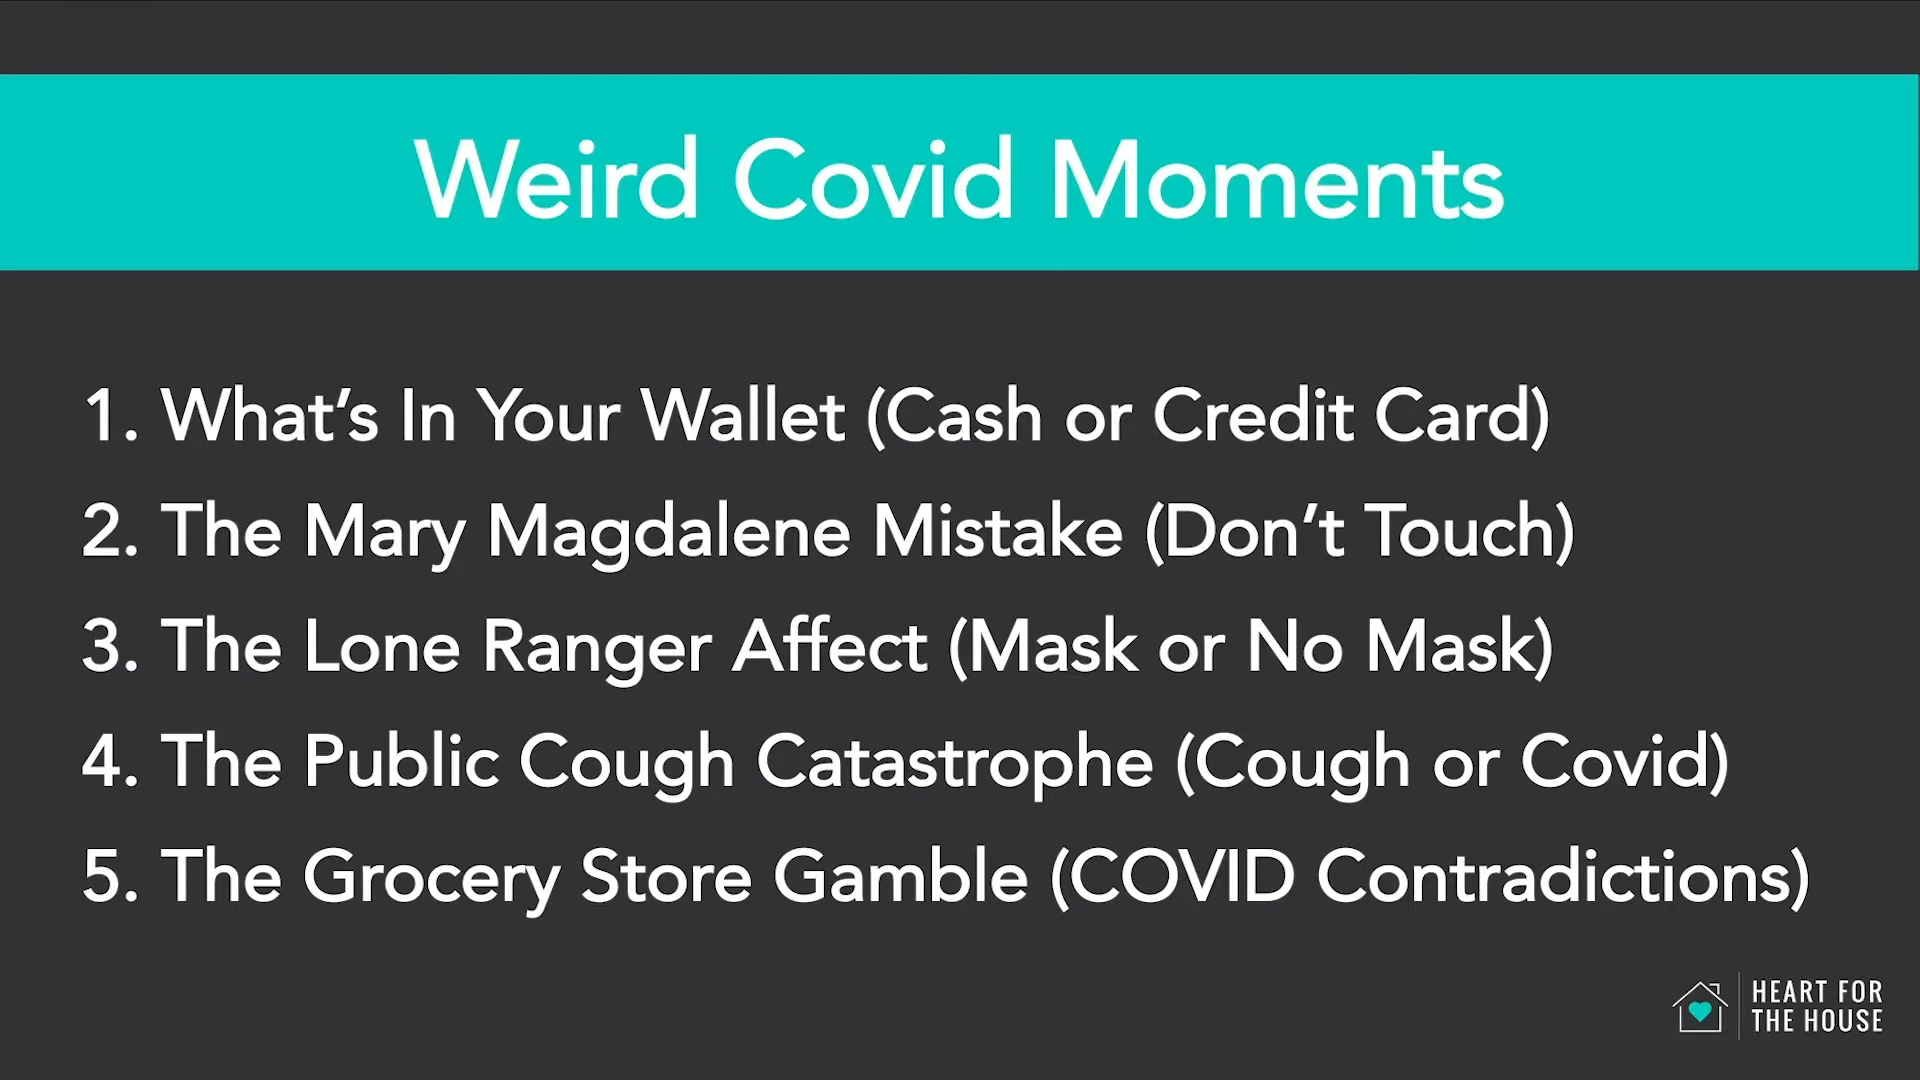 Weird Covid Moments
1. What’s In Your Wallet (Cash or Credit Card)
2. The Mary Magdalene Mistake (Don’t Touch)
3. The Lone Ranger Affect (Mask or No Mask)
4. The Public Cough Catastrophe (Cough or Covid)
5. The Grocery Store Gamble (COVID Contradictions)
HEART FOR
THE HOUSE